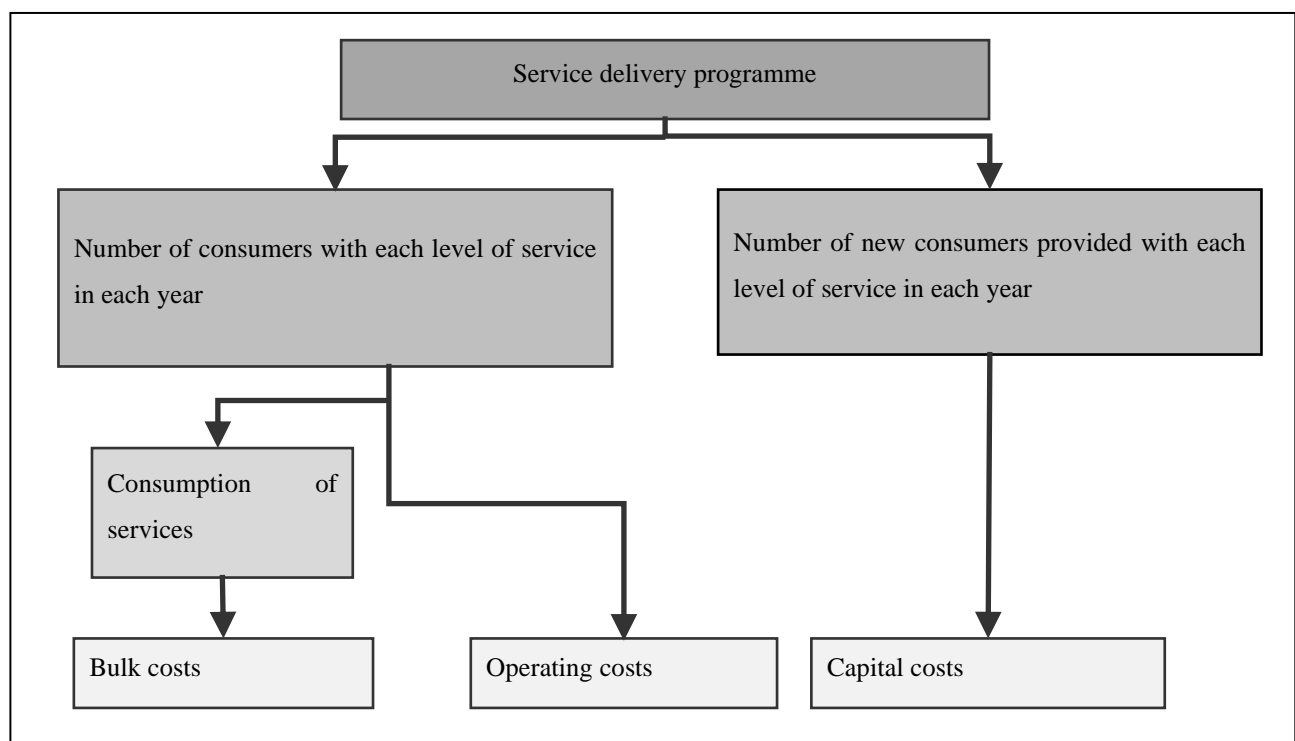 Service delivery programme
Number of consumers with each level of service
in each year
Number of new consumers provided with each
level of service in each year
Consumption of
services
Bulk costs
Operating costs
Capital costs